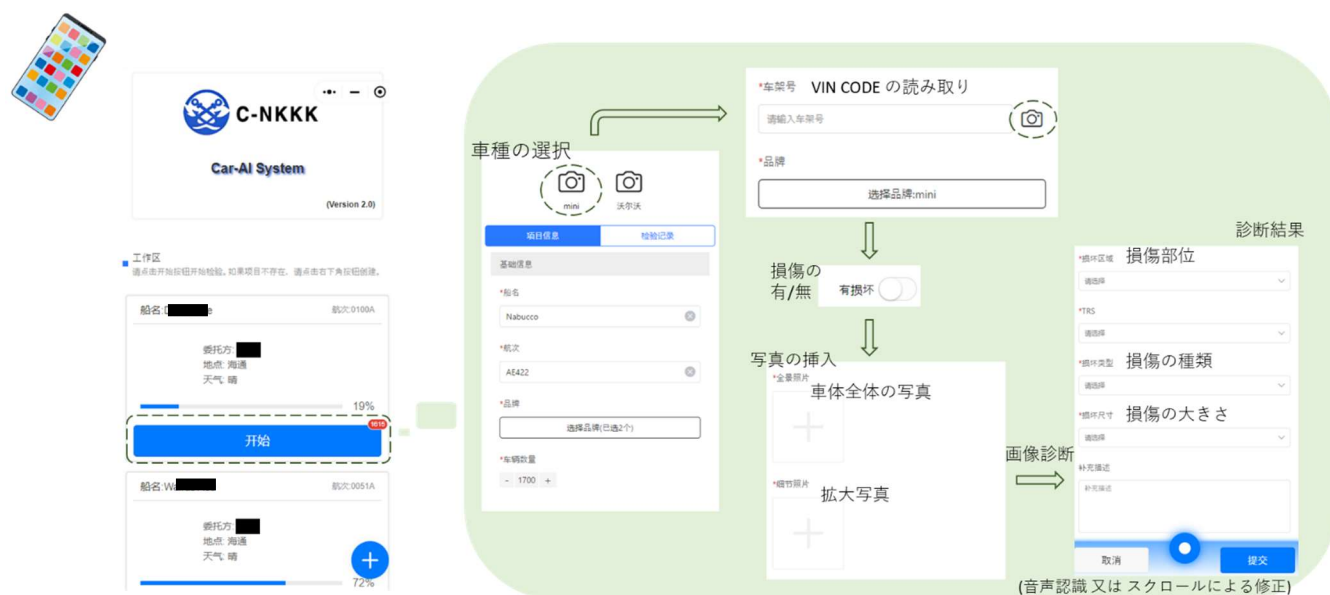 C-NKKK
Car-AI System
(Version 2.0)
工作区
请点击开始按钮开始检验。如果项目不存在，请点击右下角按钮创建。
船名:D e
航次:0100A
委托方:
地点: 海通
天气: 晴
19%
1615
开始
船名:Wa
航次:0051A
委托方:
地点: 海通
天气: 晴
+
72%
車種の選択
mini
沃尔沃
项目信息
检验记录
基础信息
*船名
Nabucco
*航次
AE422
*品牌
选择品牌(已选2个)
*车辆数量
- 1700 +
*车架号 VIN CODE の読み取り
请输入车架号
*品牌
选择品牌:mini
損傷の
有/無
有损坏
写真の挿入
*全景照片
車体全体の写真
*细节照片
拡大写真
画像診断
診断結果
*损坏区域 損傷部位
请选择
*TRS
请选择
*损坏类型 損傷の種類
请选择
*损坏尺寸 損傷の大きさ
请选择
补充描述
补充描述
取消
提交
(音声認識 又は スクロールによる修正)